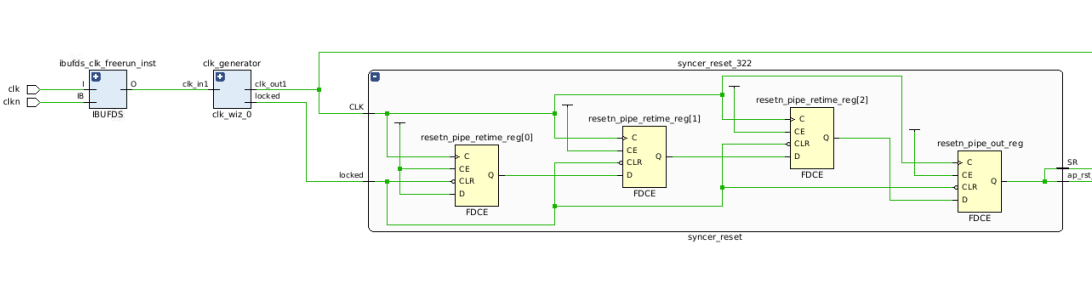 clk
clkn
ibufds_clk_freerun_inst
I
IB
O
IBUFDS
clk_generator
clk_in1
clk_out1
locked
clk_wiz_0
syncer_reset_322
CLK
locked
resetn_pipe_retime_reg[0]
C
CE
CLR
D
Q
FDCE
resetn_pipe_retime_reg[1]
C
CE
CLR
D
Q
FDCE
resetn_pipe_retime_reg[2]
C
CE
CLR
D
Q
FDCE
resetn_pipe_out_reg
C
CE
CLR
D
Q
FDCE
SR
ap_rst_
syncer_reset